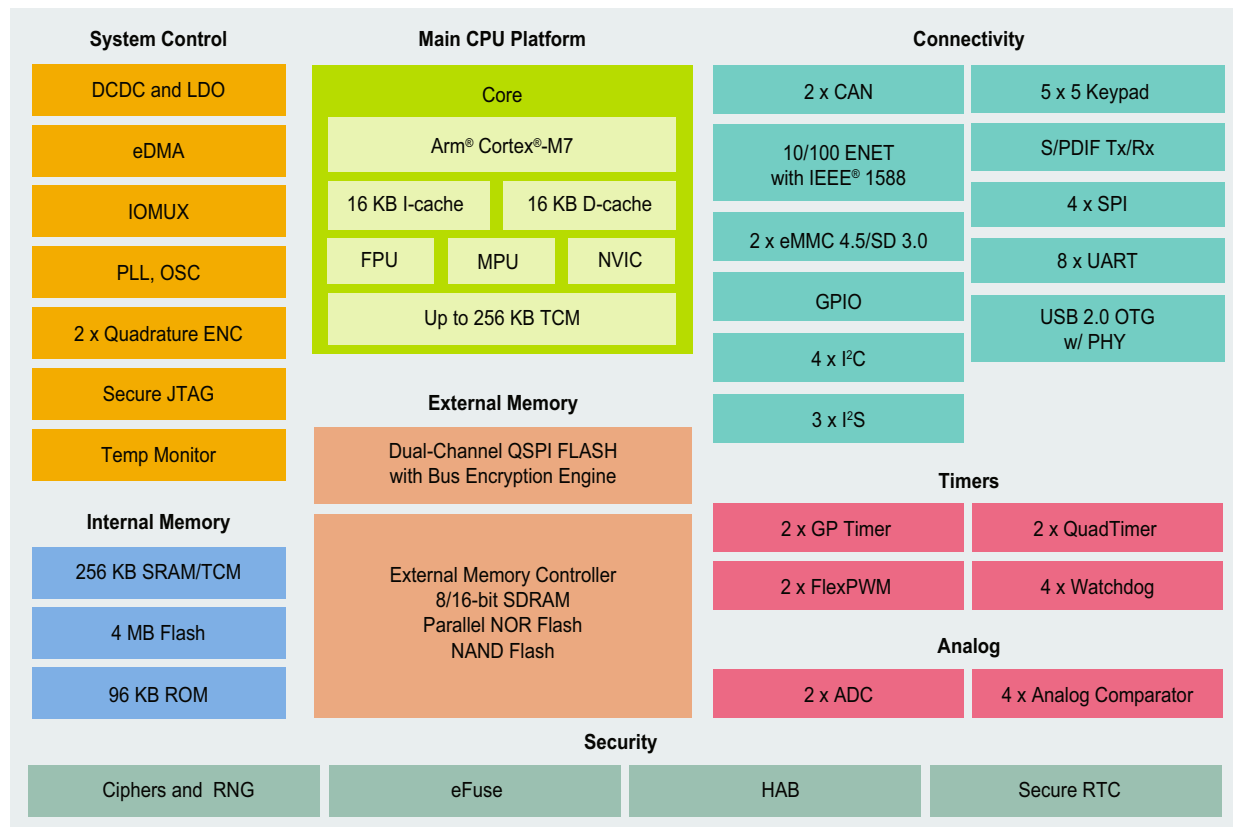 System Control
DCDC and LDO
eDMA
IOMUX
PLL, OSC
2 x Quadrature ENC
Secure JTAG
Temp Monitor
Internal Memory
256 KB SRAM/TCM
4 MB Flash
96 KB ROM
Main CPU Platform
Core
Arm® Cortex®-M7
16 KB I-cache
16 KB D-cache
FPU
MPU
NVIC
Up to 256 KB TCM
External Memory
Dual-Channel QSPI FLASH
with Bus Encryption Engine
External Memory Controller
8/16-bit SDRAM
Parallel NOR Flash
NAND Flash
Connectivity
2 x CAN
10/100 ENET
with IEEE® 1588
2 x eMMC 4.5/SD 3.0
GPIO
4 x I²C
3 x I²S
5 x 5 Keypad
S/PDIF Tx/Rx
4 x SPI
8 x UART
USB 2.0 OTG
w/ PHY
Timers
2 x GP Timer
2 x QuadTimer
2 x FlexPWM
4 x Watchdog
Analog
2 x ADC
4 x Analog Comparator
Security
Ciphers and RNG
eFuse
HAB
Secure RTC